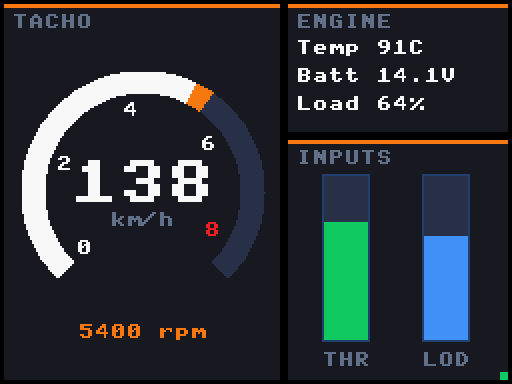 TACHO
4
6
2
138
km/h
8
0
5400 rpm
ENGINE
Temp 91C
Batt 14.1V
Load 64%
INPUTS
THR LOD